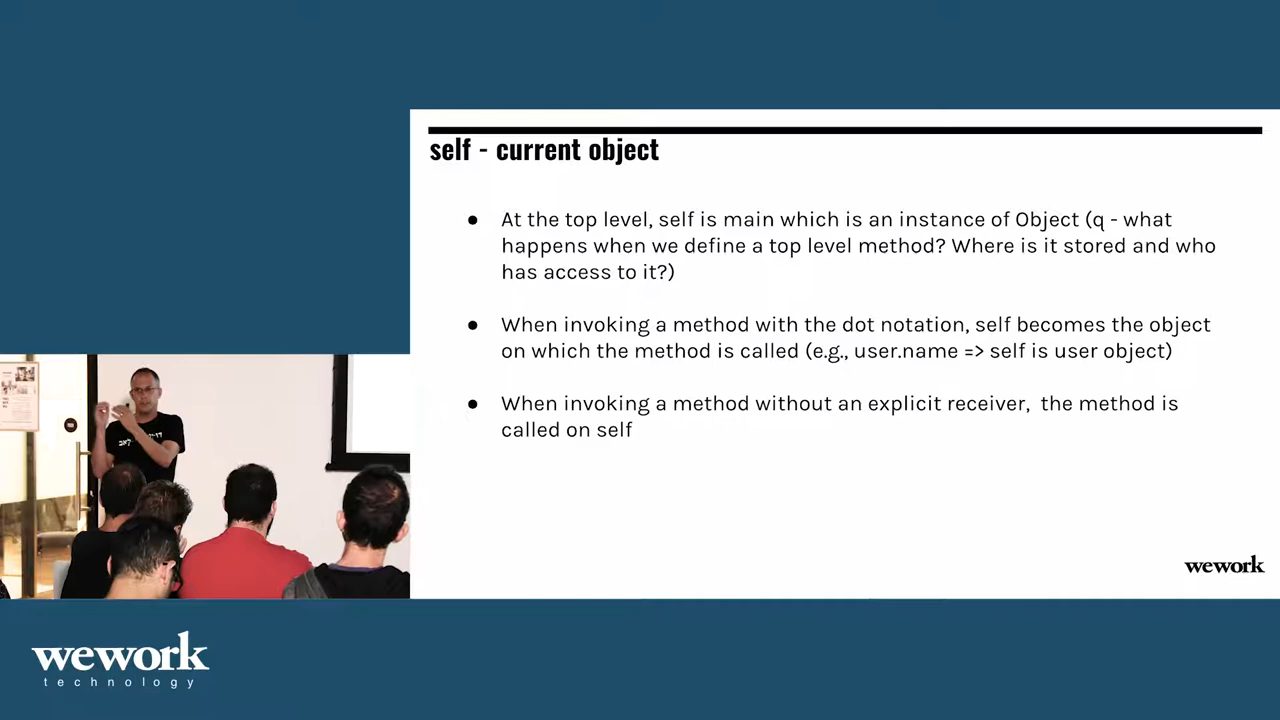 self - current object
● At the top level, self is main which is an instance of Object (q - what
happens when we define a top level method? Where is it stored and who
has access to it?)
● When invoking a method with the dot notation, self becomes the object
on which the method is called (e.g., user.name => self is user object)
● When invoking a method without an explicit receiver,  the method is
called on self
wework
wework
technology